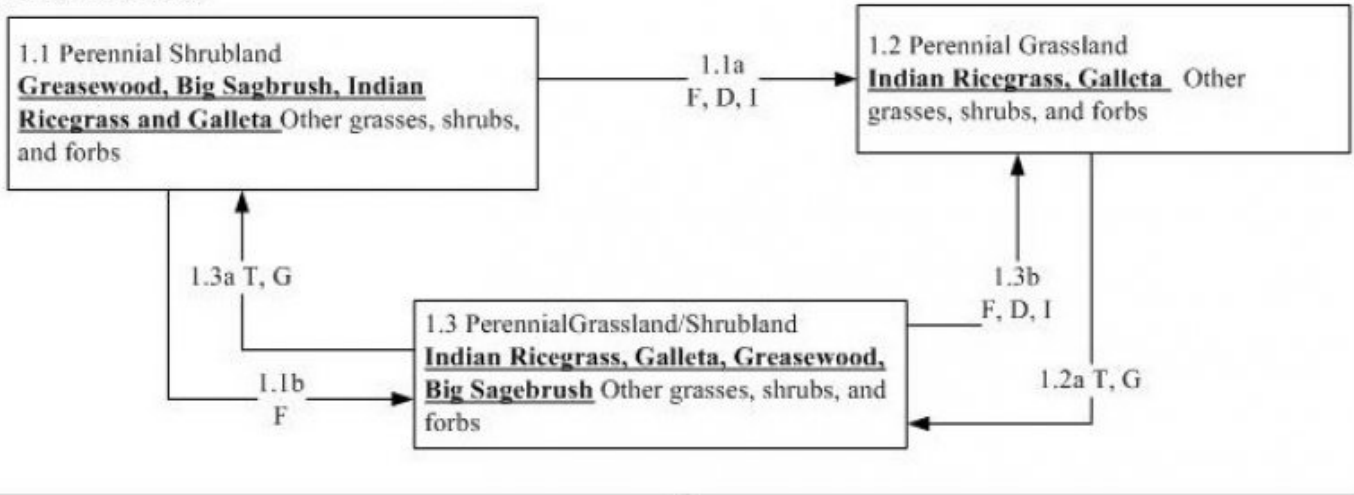 1.1 Perennial Shrubland
Greasewood, Big Sagbrush, Indian
Ricegrass and Galleta Other grasses, shrubs,
and forbs
1.1a
F, D, I
1.2 Perennial Grassland
Indian Ricegrass, Galleta Other
grasses, shrubs, and forbs
1.3a T, G
1.3b
F, D, I
1.3 PerennialGrassland/Shrubland
Indian Ricegrass, Galleta, Greasewood,
Big Sagebrush Other grasses, shrubs, and
forbs
1.1b
F
1.2a T, G